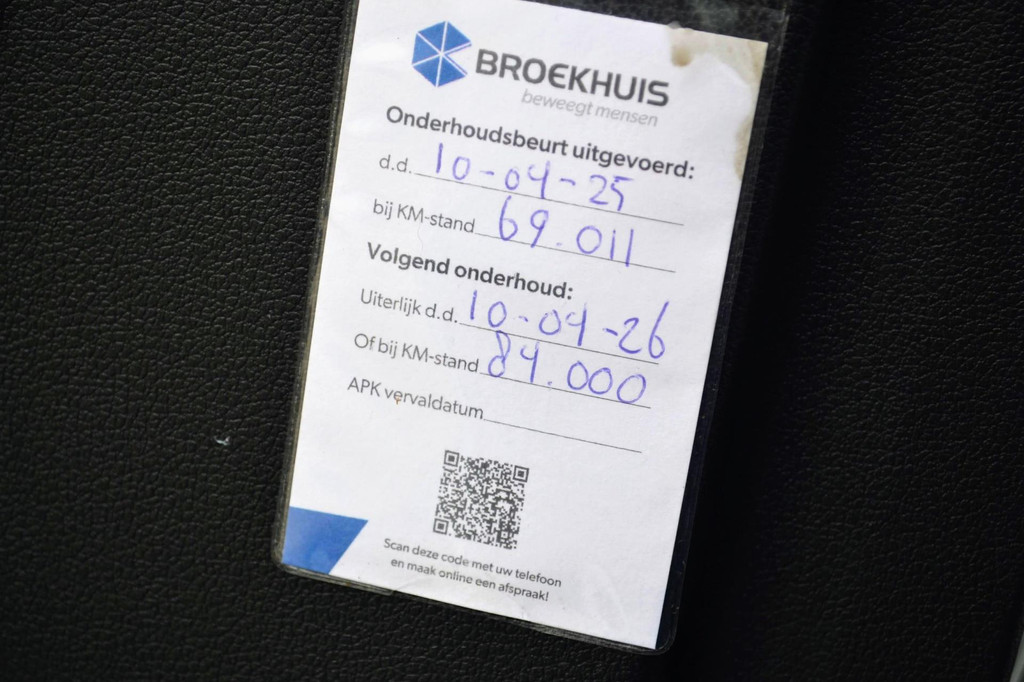 BROEKHUIS
beweegt mensen
Onderhoudsbeurt uitgevoerd:
d.d. 10-04-25
bij KM-stand 69.011
Volgend onderhoud:
Uiterlijk d.d. 10-04-26
Of bij KM-stand 84.000
APK vervaldatum
Scan deze code met uw telefoon
en maak online een afspraak!